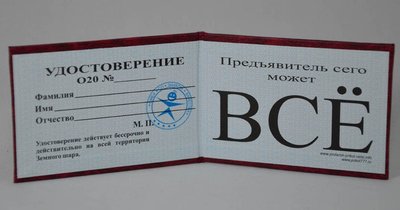 УДОСТОВЕРЕНИЕ
О20 №
Фамилия
Имя
Отчество
М. П.
Удостоверение действует бессрочно и
действительно на всей территории
Земного шара.
Предъявитель сего
может
ВСЁ